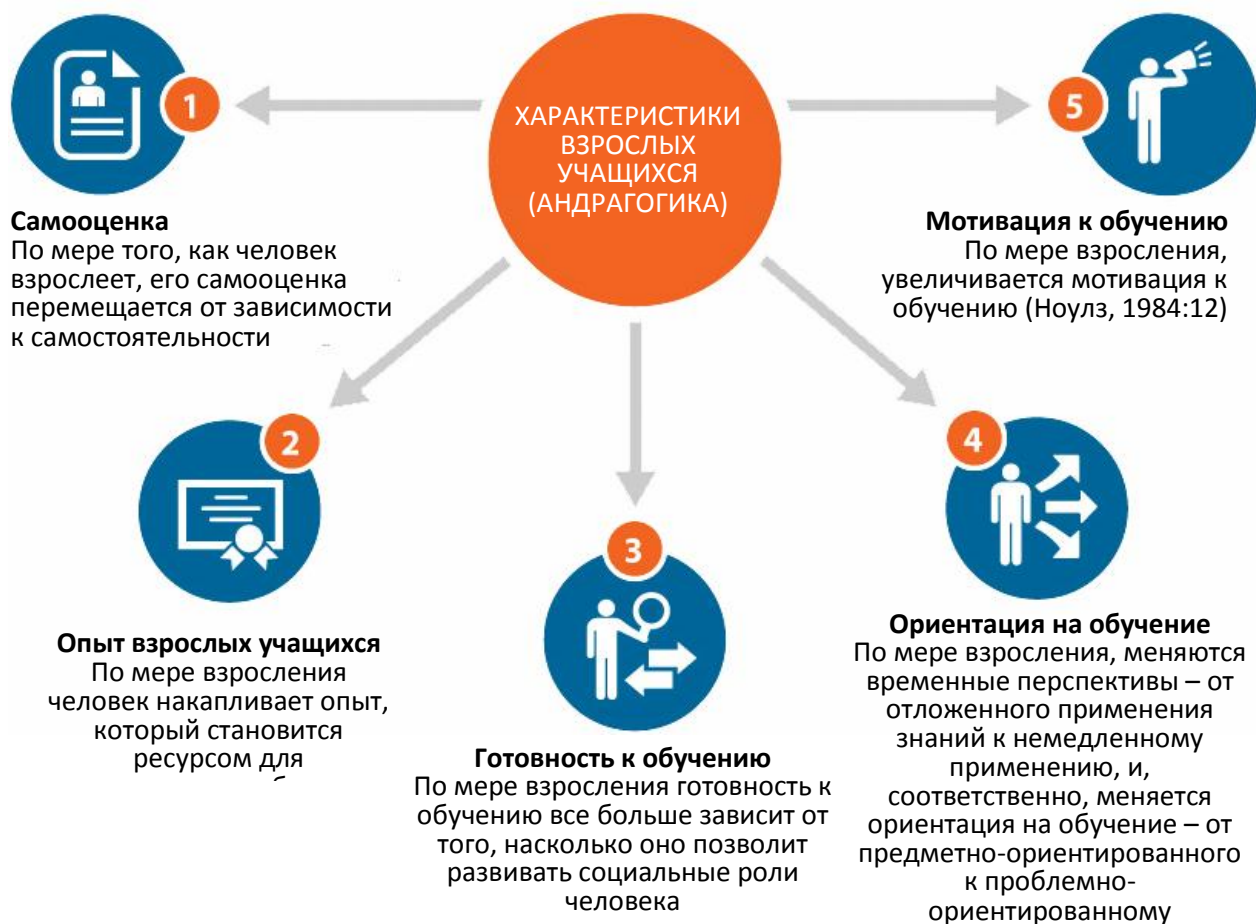 ХАРАКТЕРИСТИКИ
ВЗРОСЛЫХ
УЧАЩИХСЯ
(АНДРАГОГИКА)
1
Самооценка
По мере того, как человек
взрослеет, его самооценка
перемещается от зависимости
к самостоятельности
2
Опыт взрослых учащихся
По мере взросления
человек накапливает опыт,
который становится
ресурсом для
3
Готовность к обучению
По мере взросления готовность к
обучению все больше зависит от
того, насколько оно позволит
развивать социальные роли
человека
4
Ориентация на обучение
По мере взросления, меняются
временные перспективы – от
отложенного применения
знаний к немедленному
применению, и,
соответственно, меняется
ориентация на обучение – от
предметно-ориентированного
к проблемно-
ориентированному
5
Мотивация к обучению
По мере взросления,
увеличивается мотивация к
обучению (Ноулз, 1984:12)